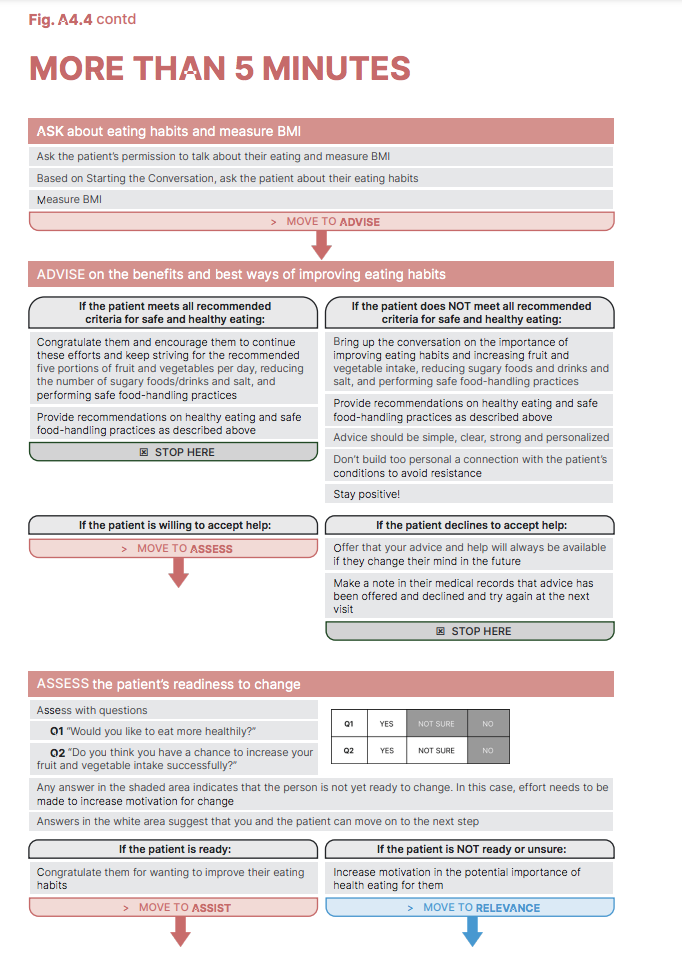 Fig. A4.4 contd
MORE THAN 5 MINUTES
ASK about eating habits and measure BMI
Ask the patient's permission to talk about their eating and measure BMI
Based on Starting the Conversation, ask the patient about their eating habits
Measure BMI
> MOVE TO ADVISE
ADVISE on the benefits and best ways of improving eating habits
If the patient meets all recommended
criteria for safe and healthy eating:
Congratulate them and encourage them to continue
these efforts and keep striving for the recommended
five portions of fruit and vegetables per day, reducing
the number of sugary foods/drinks and salt, and
performing safe food-handling practices
Provide recommendations on healthy eating and safe
food-handling practices as described above
☒ STOP HERE
If the patient does NOT meet all recommended
criteria for safe and healthy eating:
Bring up the conversation on the importance of
improving eating habits and increasing fruit and
vegetable intake, reducing sugary foods and drinks and
salt, and performing safe food-handling practices
Provide recommendations on healthy eating and safe
food-handling practices as described above
Advice should be simple, clear, strong and personalized
Don't build too personal a connection with the patient's
conditions to avoid resistance
Stay positive!
If the patient is willing to accept help:
> MOVE TO ASSESS
If the patient declines to accept help:
Offer that your advice and help will always be available
if they change their mind in the future
Make a note in their medical records that advice has
been offered and declined and try again at the next
visit
☒ STOP HERE
ASSESS the patient's readiness to change
Assess with questions
Q1 "Would you like to eat more healthily?"
Q2 "Do you think you have a chance to increase your
fruit and vegetable intake successfully?"
Q1 YES NOT SURE NO
Q2 YES NOT SURE NO
Any answer in the shaded area indicates that the person is not yet ready to change. In this case, effort needs to be
made to increase motivation for change
Answers in the white area suggest that you and the patient can move on to the next step
If the patient is ready:
Congratulate them for wanting to improve their eating
habits
> MOVE TO ASSIST
If the patient is NOT ready or unsure:
Increase motivation in the potential importance of
health eating for them
> MOVE TO RELEVANCE